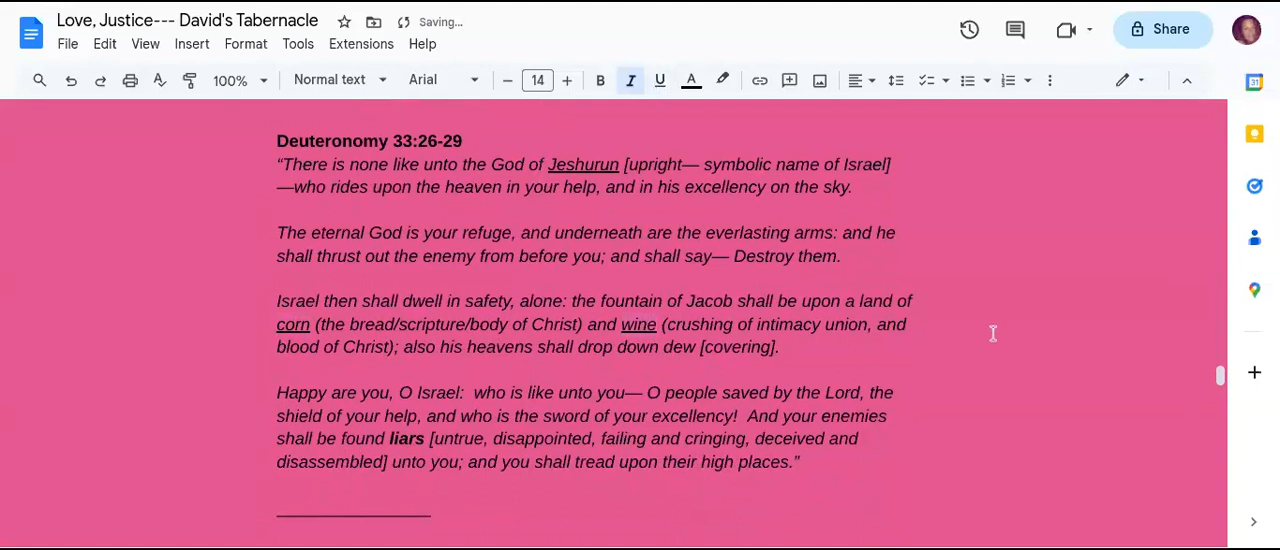 Love, Justice--- David's Tabernacle
Saving...
File Edit View Insert Format Tools Extensions Help
Share
100% Normal text Arial 14 B I U A
Deuteronomy 33:26-29
“There is none like unto the God of Jeshurun [upright— symbolic name of Israel]
—who rides upon the heaven in your help, and in his excellency on the sky.
The eternal God is your refuge, and underneath are the everlasting arms: and he
shall thrust out the enemy from before you; and shall say— Destroy them.
Israel then shall dwell in safety, alone: the fountain of Jacob shall be upon a land of
corn (the bread/scripture/body of Christ) and wine (crushing of intimacy union, and
blood of Christ); also his heavens shall drop down dew [covering].
Happy are you, O Israel:  who is like unto you— O people saved by the Lord, the
shield of your help, and who is the sword of your excellency!  And your enemies
shall be found liars [untrue, disappointed, failing and cringing, deceived and
disassembled] unto you; and you shall tread upon their high places.”